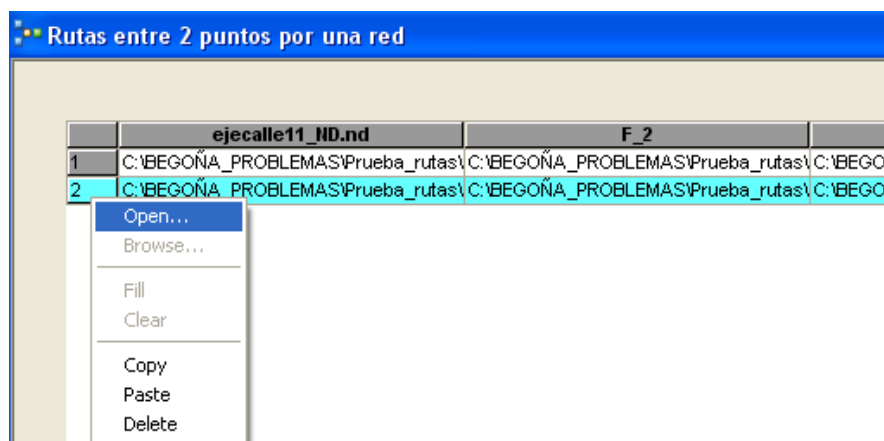 Rutas entre 2 puntos por una red
ejecalle11_ND.nd F_2
1 C:\BEGOÑA_PROBLEMAS\Prueba_rutas\ C:\BEGOÑA_PROBLEMAS\Prueba_rutas\ C:\BEGO
2 C:\BEGOÑA_PROBLEMAS\Prueba_rutas\ C:\BEGOÑA_PROBLEMAS\Prueba_rutas\ C:\BEGO
Open...
Browse...
Fill
Clear
Copy
Paste
Delete